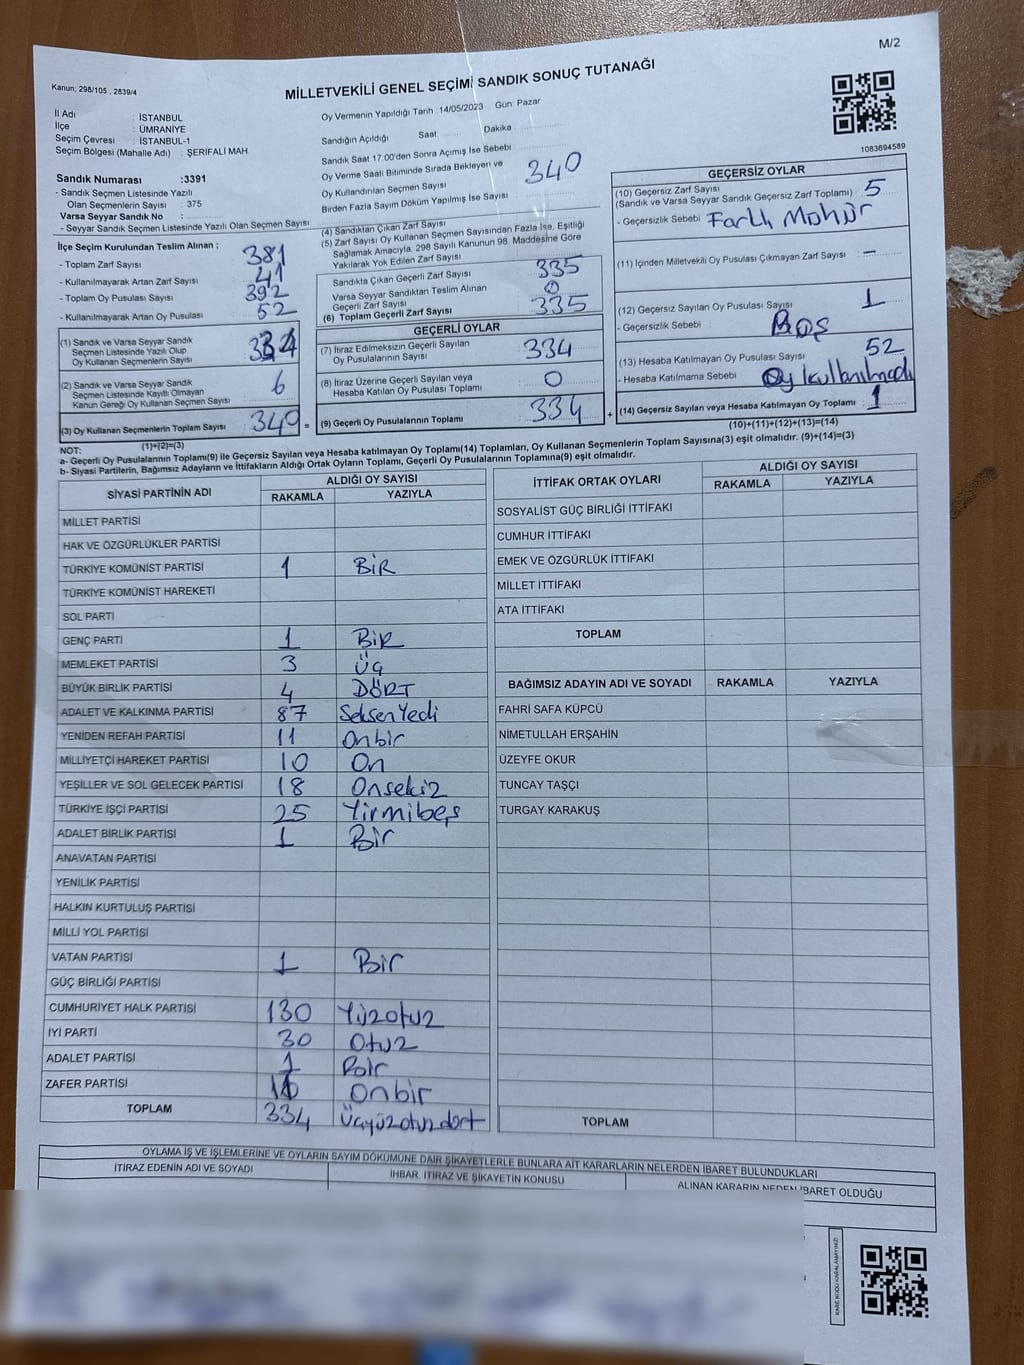 M/2
MİLLETVEKİLİ GENEL SEÇİMİ SANDIK SONUÇ TUTANAĞI
Kanun; 298/105 , 2839/4
İl Adı : İSTANBUL
İlçe : ÜMRANİYE
Seçim Çevresi : İSTANBUL-1
Seçim Bölgesi (Mahalle Adı) : ŞERİFALİ MAH.
Sandık Numarası :3391
- Sandık Seçmen Listesinde Yazılı
Olan Seçmenlerin Sayısı : 375
Varsa Seyyar Sandık No :
- Seyyar Sandık Seçmen Listesinde Yazılı Olan Seçmen Sayısı
İlçe Seçim Kurulundan Teslim Alınan ;
- Toplam Zarf Sayısı 381
- Kullanılmayarak Artan Zarf Sayısı 41
- Toplam Oy Pusulası Sayısı 392
- Kullanılmayarak Artan Oy Pusulası 52
(1) Sandık ve Varsa Seyyar Sandık
Seçmen Listesinde Yazılı Olup
Oy Kullanan Seçmenlerin Sayısı
(2) Sandık ve Varsa Seyyar Sandık
Seçmen Listesinde Kayıtlı Olmayan
Kanun Gereği Oy Kullanan Seçmen Sayısı 6
(3) Oy Kullanan Seçmenlerin Toplam Sayısı 340 =
(1)+(2)=(3)
Oy Vermenin Yapıldığı Tarih : 14/05/2023 , Gün: Pazar
Sandığın Açıldığı Saat Dakika
Sandık Saat 17.00'den Sonra Açımış İse Sebebi
Oy Verme Saati Bitiminde Sırada Bekleyen ve
Oy Kullandırılan Seçmen Sayısı 340
Birden Fazla Sayım Döküm Yapılmış İse Sayısı
(4) Sandıktan Çıkan Zarf Sayısı
(5) Zarf Sayısı Oy Kullanan Seçmen Sayısından Fazla İse, Eşitliği
Sağlamak Amacıyla, 298 Sayılı Kanunun 98. Maddesine Göre
Yakılarak Yok Edilen Zarf Sayısı
Sandıkta Çıkan Geçerli Zarf Sayısı 335
Varsa Seyyar Sandıktan Teslim Alınan
Geçerli Zarf Sayısı 0
(6) Toplam Geçerli Zarf Sayısı 335
GEÇERLİ OYLAR
(7) İtiraz Edilmeksizin Geçerli Sayılan
Oy Pusulalarının Sayısı 334
(8) İtiraz Üzerine Geçerli Sayılan veya
Hesaba Katılan Oy Pusulası Toplamı 0
(9) Geçerli Oy Pusulalarının Toplamı 334 +
1083694589
GEÇERSİZ OYLAR
(10) Geçersiz Zarf Sayısı
(Sandık ve Varsa Seyyar Sandık Geçersiz Zarf Toplamı) 5
- Geçersizlik Sebebi Farklı Mühür
(11) İçinden Milletvekili Oy Pusulası Çıkmayan Zarf Sayısı -
(12) Geçersiz Sayılan Oy Pusulası Sayısı 1
- Geçersizlik Sebebi : Boş
(13) Hesaba Katılmayan Oy Pusulası Sayısı 52
- Hesaba Katılmama Sebebi Oy kullanılmadı
(14) Geçersiz Sayılan veya Hesaba Katılmayan Oy Toplamı : 1
(10)+(11)+(12)+(13)=(14)
NOT:
a- Geçerli Oy Pusulalarının Toplamı(9) ile Geçersiz Sayılan veya Hesaba katılmayan Oy Toplamı(14) Toplamları, Oy Kullanan Seçmenlerin Toplam Sayısına(3) eşit olmalıdır. (9)+(14)=(3)
b- Siyasi Partilerin, Bağımsız Adayların ve İttifakların Aldığı Ortak Oyların Toplamı, Geçerli Oy Pusulalarının Toplamına(9) eşit olmalıdır.
SİYASİ PARTİNİN ADI ALDIĞI OY SAYISI
RAKAMLA YAZIYLA
MİLLET PARTİSİ
HAK VE ÖZGÜRLÜKLER PARTİSİ
TÜRKİYE KOMÜNİST PARTİSİ 1 BİR
TÜRKİYE KOMÜNİST HAREKETİ
SOL PARTİ
GENÇ PARTİ 1 BİR
MEMLEKET PARTİSİ 3 ÜÇ
BÜYÜK BİRLİK PARTİSİ 4 DÖRT
ADALET VE KALKINMA PARTİSİ 87 Seksen Yedi
YENİDEN REFAH PARTİSİ 11 Onbir
MİLLİYETÇİ HAREKET PARTİSİ 10 On
YEŞİLLER VE SOL GELECEK PARTİSİ 18 Onsekiz
TÜRKİYE İŞÇİ PARTİSİ 25 Yirmibeş
ADALET BİRLİK PARTİSİ 1 Bir
ANAVATAN PARTİSİ
YENİLİK PARTİSİ
HALKIN KURTULUŞ PARTİSİ
MİLLİ YOL PARTİSİ
VATAN PARTİSİ 1 Bir
GÜÇ BİRLİĞİ PARTİSİ
CUMHURİYET HALK PARTİSİ 130 Yüzotuz
İYİ PARTİ 30 Otuz
ADALET PARTİSİ 1 Bir
ZAFER PARTİSİ 11 Onbir
TOPLAM 334 Üçyüzotuzdört
İTTİFAK ORTAK OYLARI ALDIĞI OY SAYISI
RAKAMLA YAZIYLA
SOSYALİST GÜÇ BİRLİĞİ İTTİFAKI
CUMHUR İTTİFAKI
EMEK VE ÖZGÜRLÜK İTTİFAKI
MİLLET İTTİFAKI
ATA İTTİFAKI
TOPLAM
BAĞIMSIZ ADAYIN ADI VE SOYADI RAKAMLA YAZIYLA
FAHRİ SAFA KÜPCÜ
NİMETULLAH ERŞAHİN
ÜZEYFE OKUR
TUNCAY TAŞÇI
TURGAY KARAKUŞ
TOPLAM
OYLAMA İŞ VE İŞLEMLERİNE VE OYLARIN SAYIM DÖKÜMÜNE DAİR ŞİKAYETLERLE BUNLARA AİT KARARLARIN NELERDEN İBARET BULUNDUKLARI
İTİRAZ EDENİN ADI VE SOYADI İHBAR, İTİRAZ VE ŞİKAYETİN KONUSU ALINAN KARARIN NEDEN İBARET OLDUĞU
KARE KODU KARALAMAYINIZ!